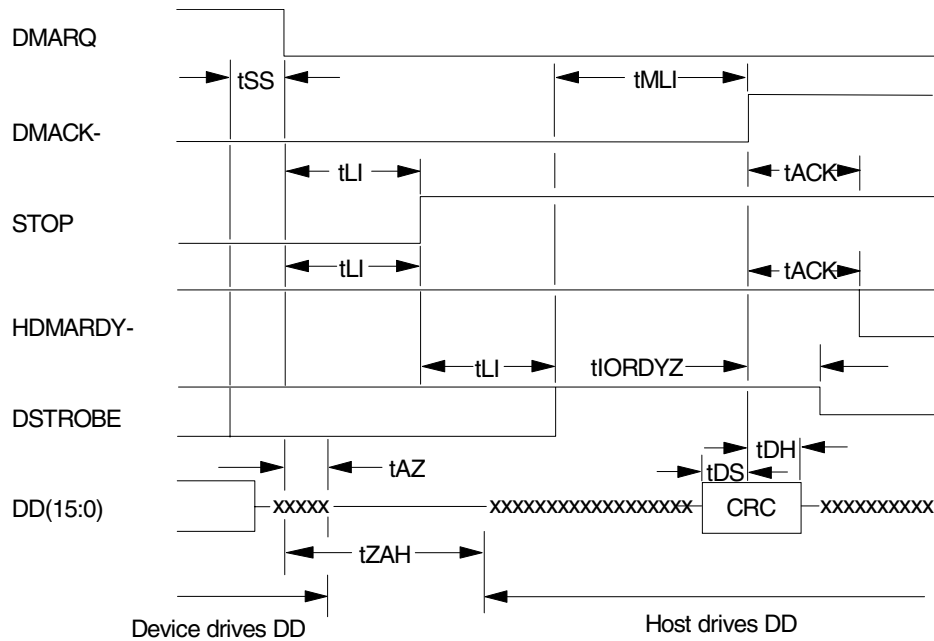 DMARQ
tSS
tMLI
DMACK-
tLI
tACK
STOP
tLI
tACK
HDMARDY-
tLI
tIORDYZ
DSTROBE
tAZ
tDS
tDH
DD(15:0)
xxxxx
xxxxxxxxxxxxxxxxxx
CRC
xxxxxxxxxx
tZAH
Device drives DD
Host drives DD